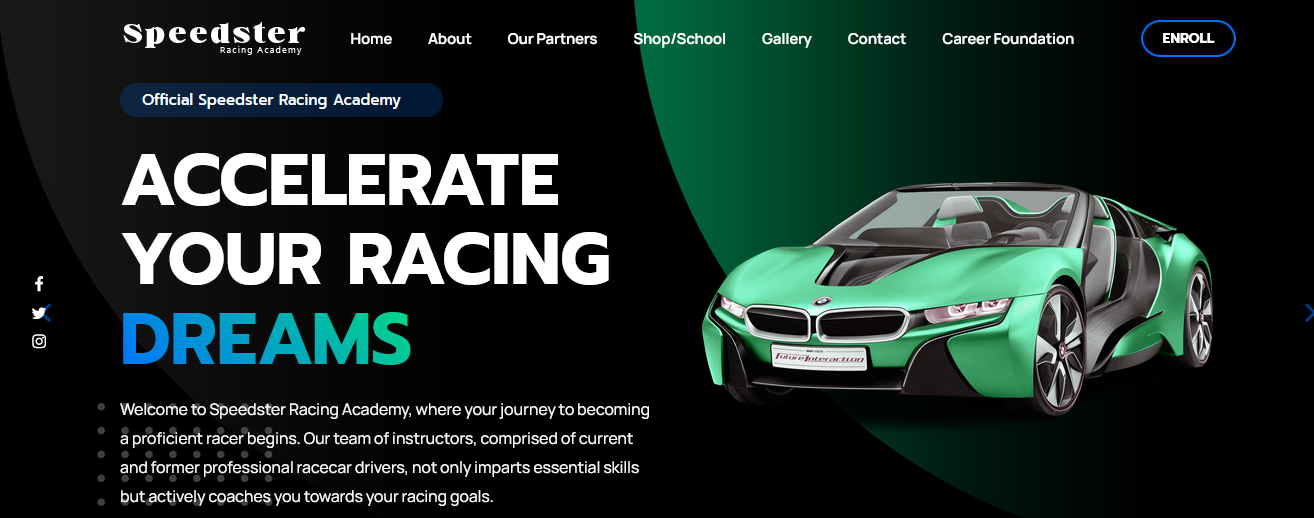 Speedster
Racing Academy
Home About Our Partners Shop/School Gallery Contact Career Foundation ENROLL
Official Speedster Racing Academy
ACCELERATE
YOUR RACING
DREAMS
Future Interaction
Welcome to Speedster Racing Academy, where your journey to becoming
a proficient racer begins. Our team of instructors, comprised of current
and former professional racecar drivers, not only imparts essential skills
but actively coaches you towards your racing goals.